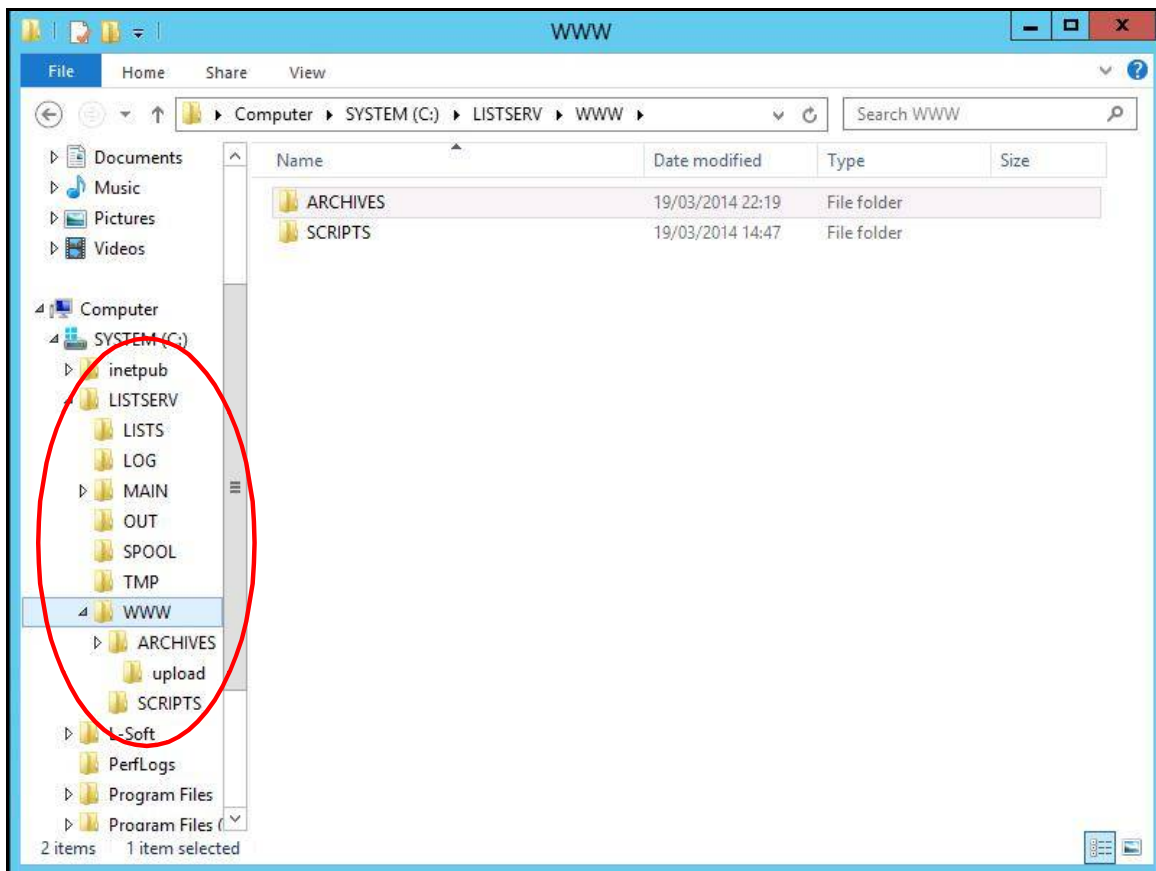 WWW
File Home Share View
Computer SYSTEM (C:) LISTSERV WWW Search WWW
Name Date modified Type Size
ARCHIVES 19/03/2014 22:19 File folder
SCRIPTS 19/03/2014 14:47 File folder
Documents
Music
Pictures
Videos
Computer
SYSTEM (C:)
inetpub
LISTSERV
LISTS
LOG
MAIN
OUT
SPOOL
TMP
WWW
ARCHIVES
upload
SCRIPTS
L-Soft
PerfLogs
Program Files
Program Files (
2 items 1 item selected